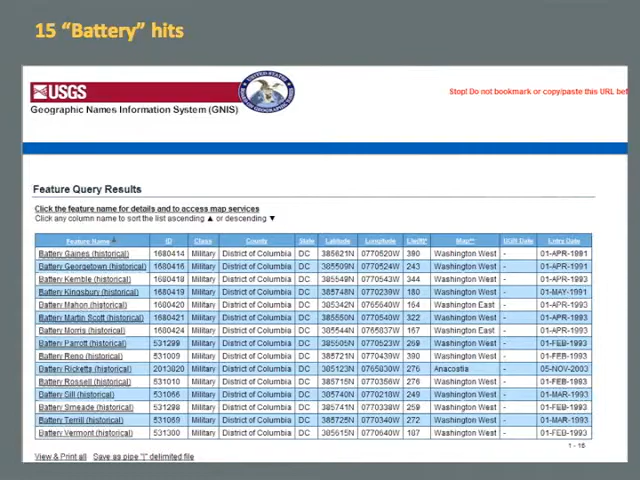 15 “Battery” hits
USGS
Geographic Names Information System (GNIS)
Stop! Do not bookmark or copy/paste this URL bef
Feature Query Results
Click the feature name for details and to access map services
Click any column name to sort the list ascending ▲ or descending ▼
Feature Name ID Class County State Latitude Longitude Ele(ft)* Map** Entry Date
Battery Gaines (historical) 1680414 Military District of Columbia DC 385621N 0770520W 390 Washington West - 01-APR-1991
Battery Georgetown (historical) 1680416 Military District of Columbia DC 385509N 0770524W 243 Washington West - 01-APR-1993
Battery Kemble (historical) 1680418 Military District of Columbia DC 385549N 0770544W 344 Washington West - 01-APR-1993
Battery Kingsbury (historical) 1680419 Military District of Columbia DC 385746N 0770239W 180 Washington West - 01-MAY-1991
Battery Mahon (historical) 1680420 Military District of Columbia DC 385342N 0765640W 164 Washington East - 01-APR-1993
Battery Martin Scott (historical) 1680421 Military District of Columbia DC 385550N 0770540W 322 Washington West - 01-APR-1993
Battery Morris (historical) 1680424 Military District of Columbia DC 385544N 0765837W 167 Washington East - 01-APR-1993
Battery Parrott (historical) 531299 Military District of Columbia DC 385505N 0770523W 269 Washington West - 01-FEB-1993
Battery Reno (historical) 531009 Military District of Columbia DC 385721N 0770439W 390 Washington West - 01-FEB-1993
Battery Ricketts (historical) 2013820 Military District of Columbia DC 385123N 0765830W 276 Anacostia - 05-NOV-2003
Battery Rossell (historical) 531010 Military District of Columbia DC 385715N 0770356W 276 Washington West - 01-FEB-1993
Battery Sill (historical) 531066 Military District of Columbia DC 385740N 0770218W 249 Washington West - 01-MAR-1993
Battery Smeade (historical) 531298 Military District of Columbia DC 385741N 0770338W 259 Washington West - 01-FEB-1993
Battery Terrill (historical) 531069 Military District of Columbia DC 385725N 0770340W 272 Washington West - 01-MAR-1993
Battery Vermont (historical) 531300 Military District of Columbia DC 385615N 0770640W 187 Washington West - 01-FEB-1993
View & Print all Save as pipe "|" delimited file